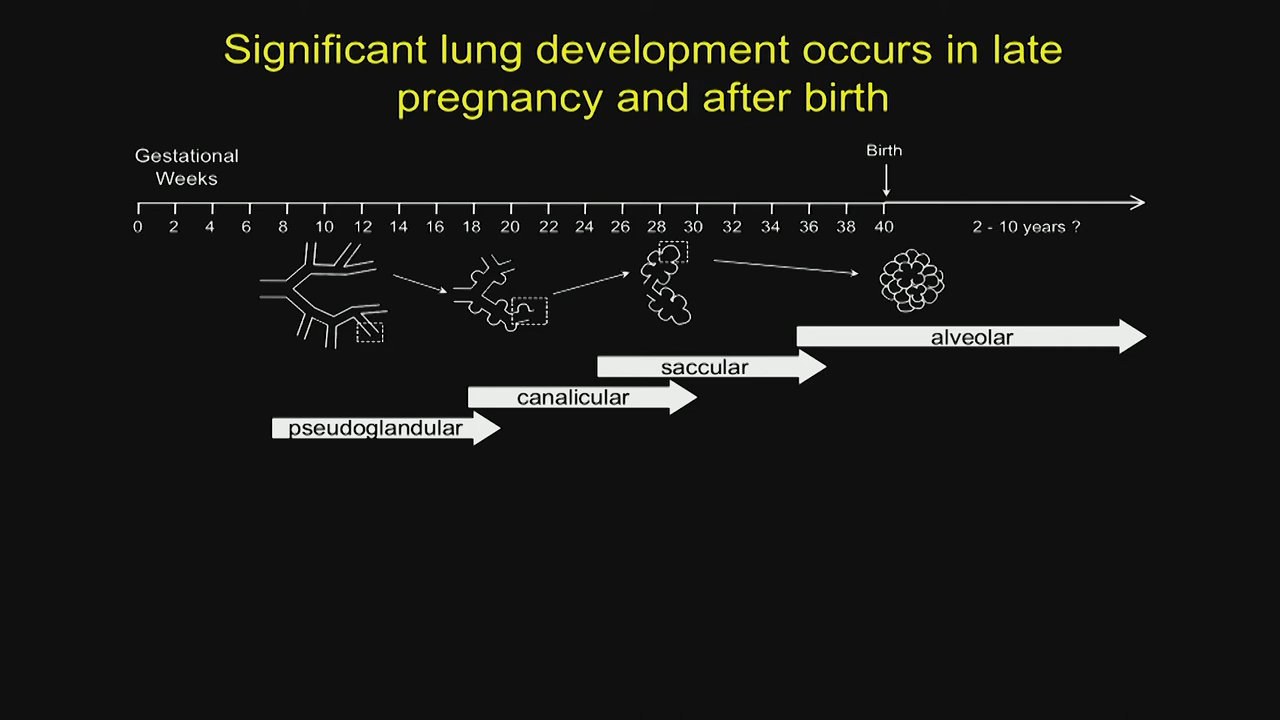 Significant lung development occurs in late
pregnancy and after birth
Gestational
Weeks
Birth
0 2 4 6 8 10 12 14 16 18 20 22 24 26 28 30 32 34 36 38 40 2 - 10 years ?
alveolar
saccular
canalicular
pseudoglandular